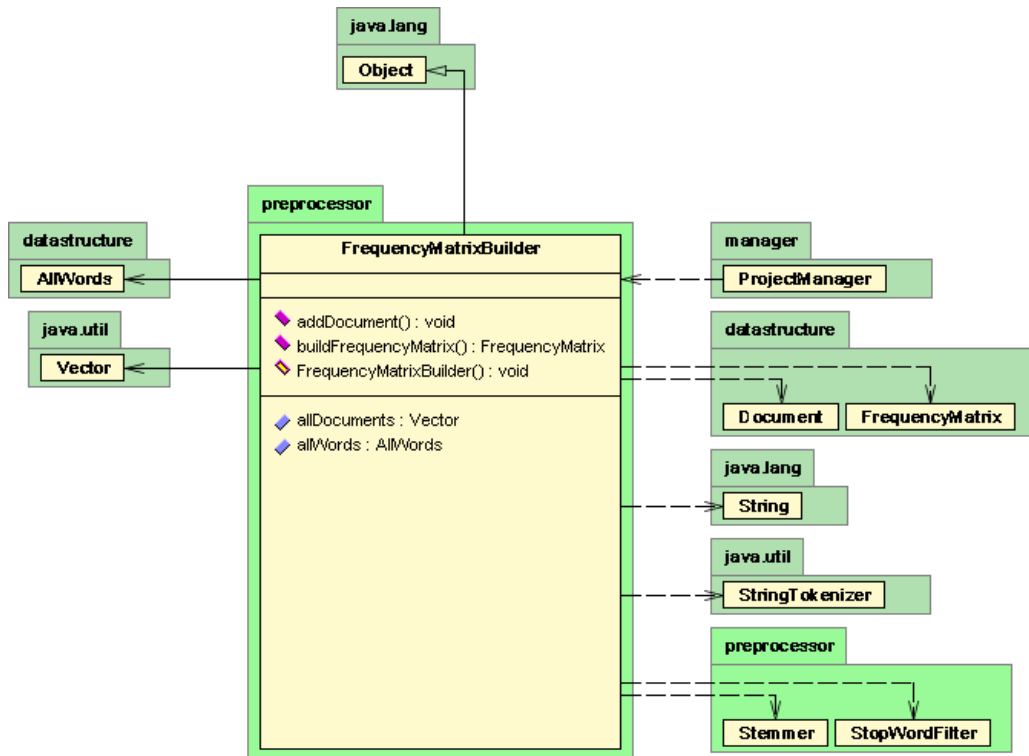 java.lang
Object
preprocessor
FrequencyMatrixBuilder
addDocument() : void
buildFrequencyMatrix() : FrequencyMatrix
FrequencyMatrixBuilder() : void
allDocuments : Vector
allWords : AllWords
datastructure
AllWords
java.util
Vector
manager
ProjectManager
datastructure
Document FrequencyMatrix
java.lang
String
java.util
StringTokenizer
preprocessor
Stemmer StopWordFilter